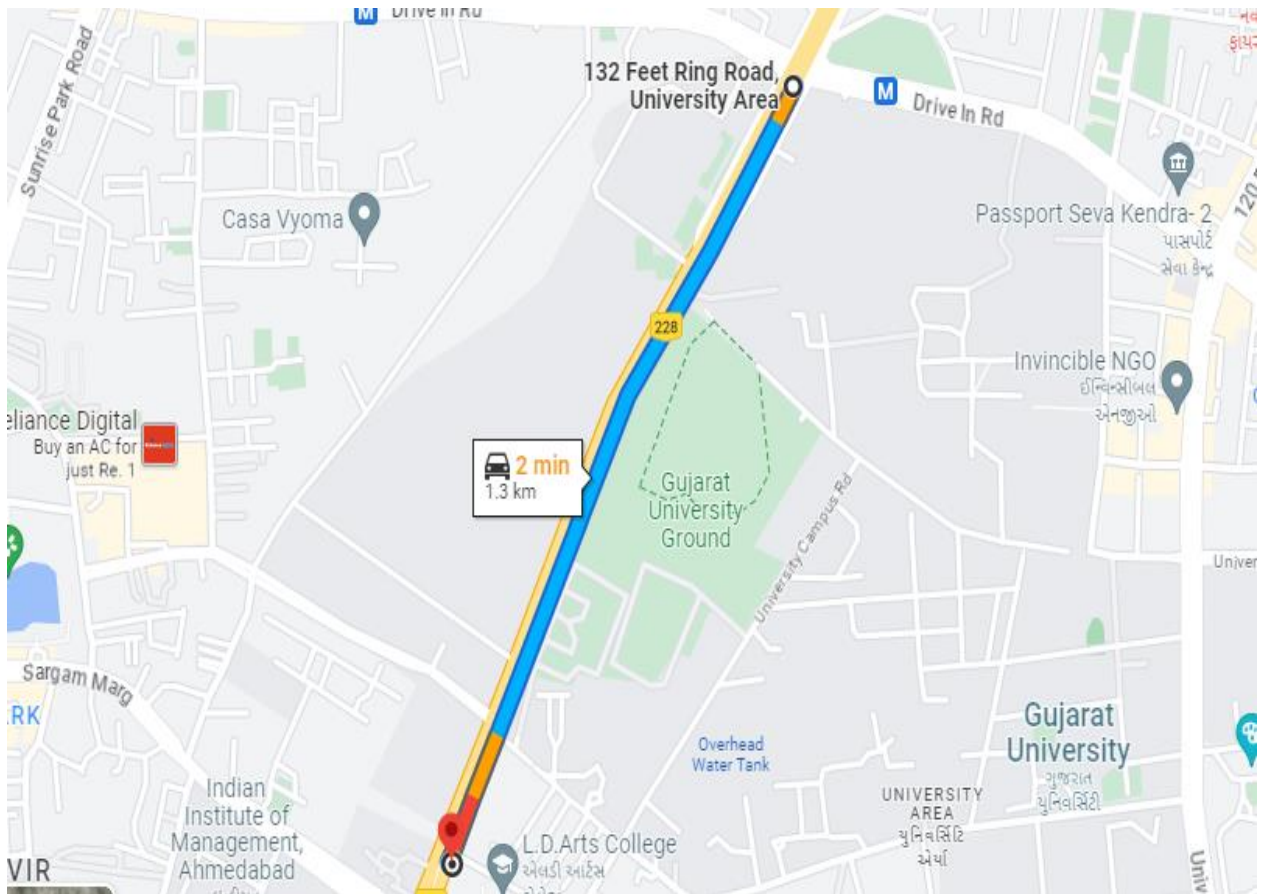 Drive In Rd
132 Feet Ring Road,
University Area
M
M
Drive In Rd
Sunrise Park Road
Casa Vyoma
Passport Seva Kendra- 2
પાસપોર્ટ
સેવા કેન્દ્ર
228
Invincible NGO
ઈન્વિન્સીબલ
એનજીઓ
Reliance Digital
Buy an AC for
just Re. 1
2 min
1.3 km
Gujarat
University
Ground
University Campus Rd
Sargam Marg
Overhead
Water Tank
Gujarat
University
ગુજરાત
યુનિવર્સિટી
UNIVERSITY
AREA
યુનિવર્સિટિ
એર્યા
Indian
Institute of
Management,
Ahmedabad
L.D.Arts College
એલડી આર્ટસ
VIR